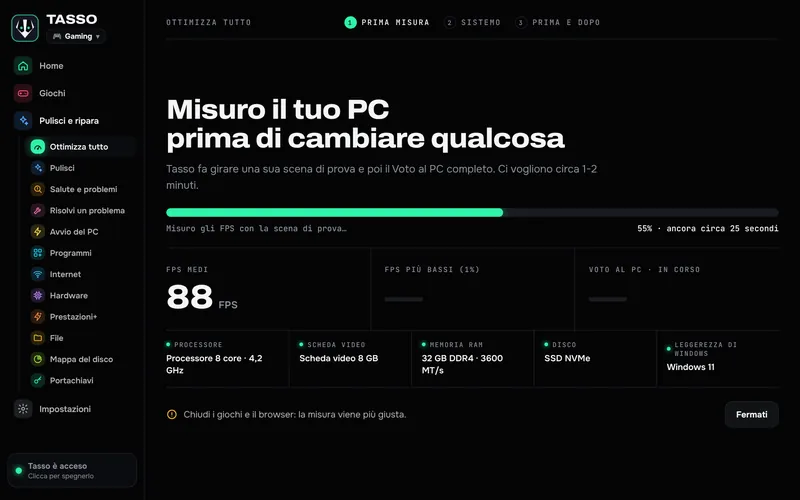 TASSO
Gaming
Home
Giochi
Pulisci e ripara
Ottimizza tutto
Pulisci
Salute e problemi
Risolvi un problema
Avvio del PC
Programmi
Internet
Hardware
Prestazioni+
File
Mappa del disco
Portachiavi
Impostazioni
Tasso è acceso
Clicca per spegnerlo
OTTIMIZZA TUTTO
1 PRIMA MISURA
2 SISTEMO
3 PRIMA E DOPO
Misuro il tuo PC
prima di cambiare qualcosa
Tasso fa girare una sua scena di prova e poi il Voto al PC completo. Ci vogliono circa 1-2
minuti.
Misuro gli FPS con la scena di prova…
55% · ancora circa 25 secondi
FPS MEDI
88 FPS
FPS PIÙ BASSI (1%)
VOTO AL PC · IN CORSO
PROCESSORE
Processore 8 core · 4,2
GHz
SCHEDA VIDEO
Scheda video 8 GB
MEMORIA RAM
32 GB DDR4 · 3600
MT/s
DISCO
SSD NVMe
LEGGEREZZA DI
WINDOWS
Windows 11
Chiudi i giochi e il browser: la misura viene più giusta.
Fermati